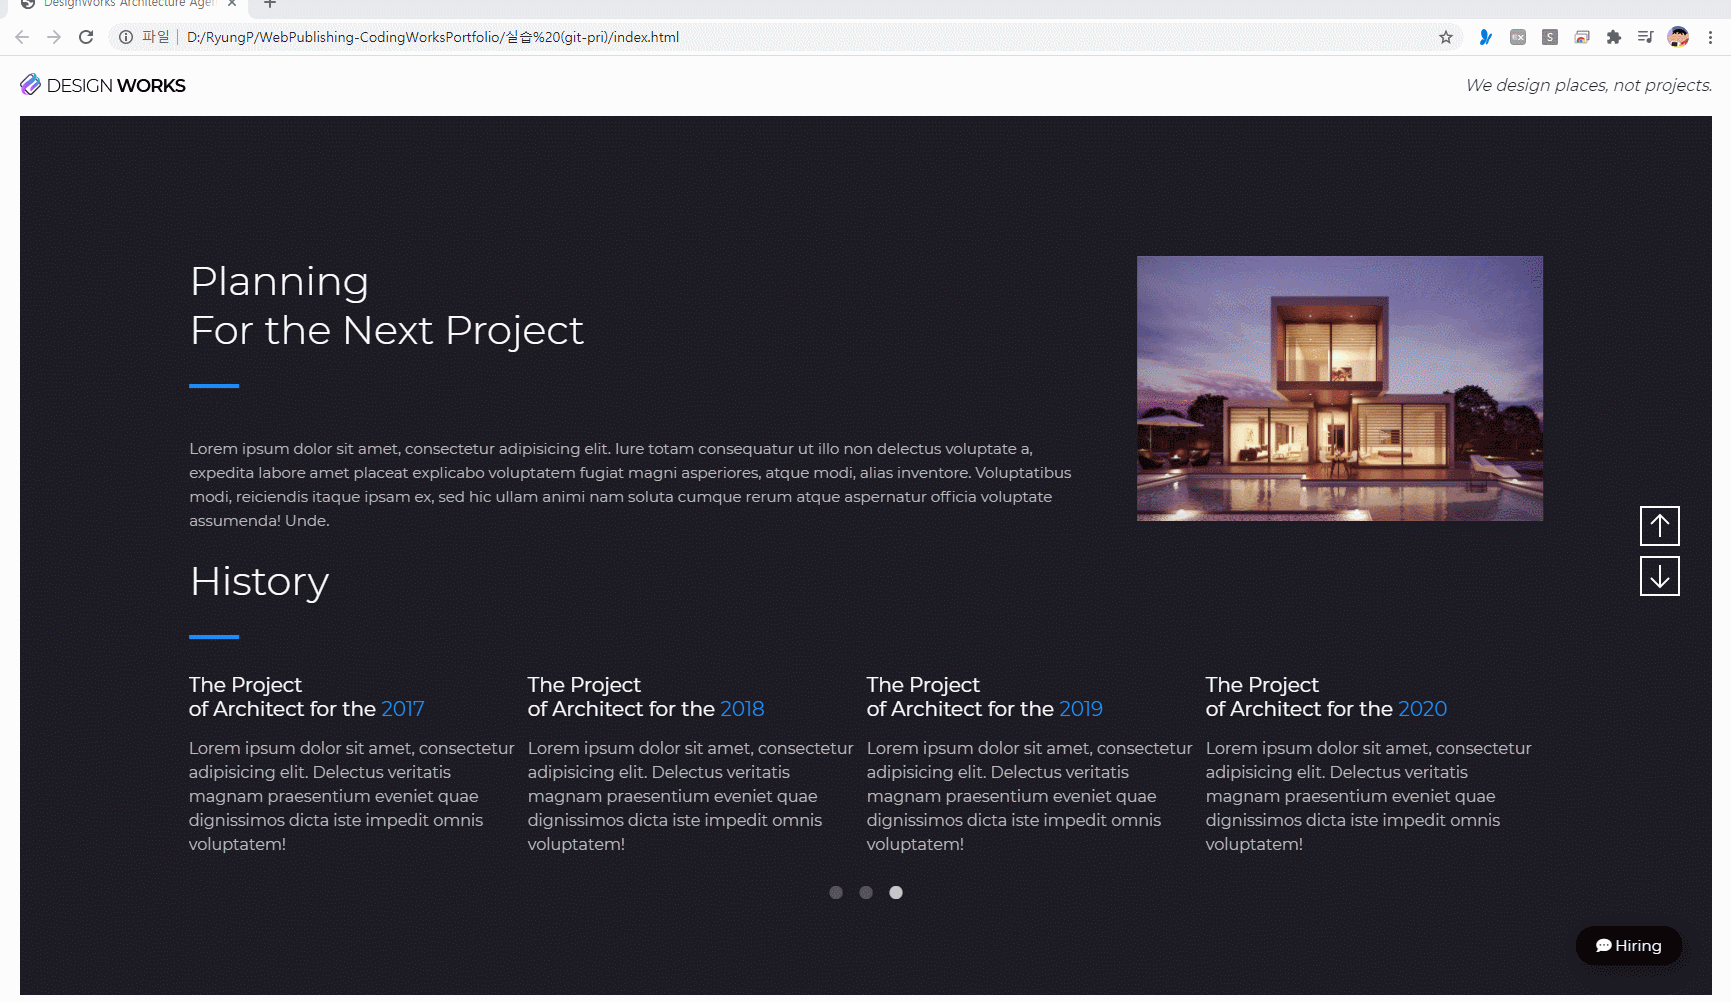 DesignWorks Architecture Agen
파일 D:/RyungP/WebPublishing-CodingWorksPortfolio/실습%20(git-pri)/index.html
DESIGN WORKS
We design places, not projects.
Planning
For the Next Project
Lorem ipsum dolor sit amet, consectetur adipisicing elit. Iure totam consequatur ut illo non delectus voluptate a,
expedita labore amet placeat explicabo voluptatem fugiat magni asperiores, atque modi, alias inventore. Voluptatibus
modi, reiciendis itaque ipsam ex, sed hic ullam animi nam soluta cumque rerum atque aspernatur officia voluptate
assumenda! Unde.
History
The Project
of Architect for the 2017
Lorem ipsum dolor sit amet, consectetur
adipisicing elit. Delectus veritatis
magnam praesentium eveniet quae
dignissimos dicta iste impedit omnis
voluptatem!
The Project
of Architect for the 2018
Lorem ipsum dolor sit amet, consectetur
adipisicing elit. Delectus veritatis
magnam praesentium eveniet quae
dignissimos dicta iste impedit omnis
voluptatem!
The Project
of Architect for the 2019
Lorem ipsum dolor sit amet, consectetur
adipisicing elit. Delectus veritatis
magnam praesentium eveniet quae
dignissimos dicta iste impedit omnis
voluptatem!
The Project
of Architect for the 2020
Lorem ipsum dolor sit amet, consectetur
adipisicing elit. Delectus veritatis
magnam praesentium eveniet quae
dignissimos dicta iste impedit omnis
voluptatem!
Hiring